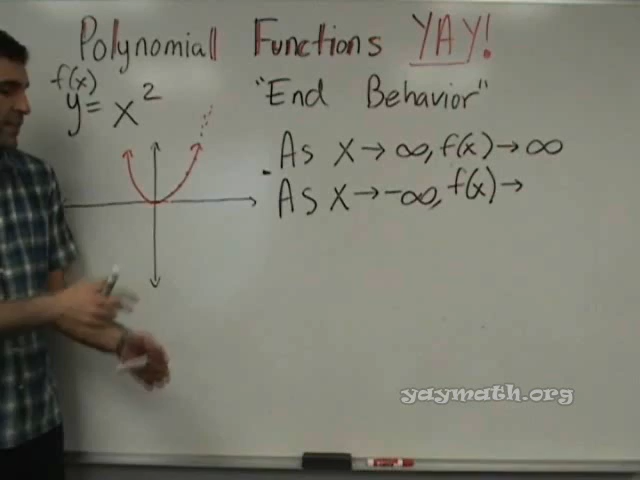 Polynomial Functions YAY!
f(x)
y = x²
"End Behavior"
As x → ∞, f(x) → ∞
As x → -∞, f(x) →
yaymath.org